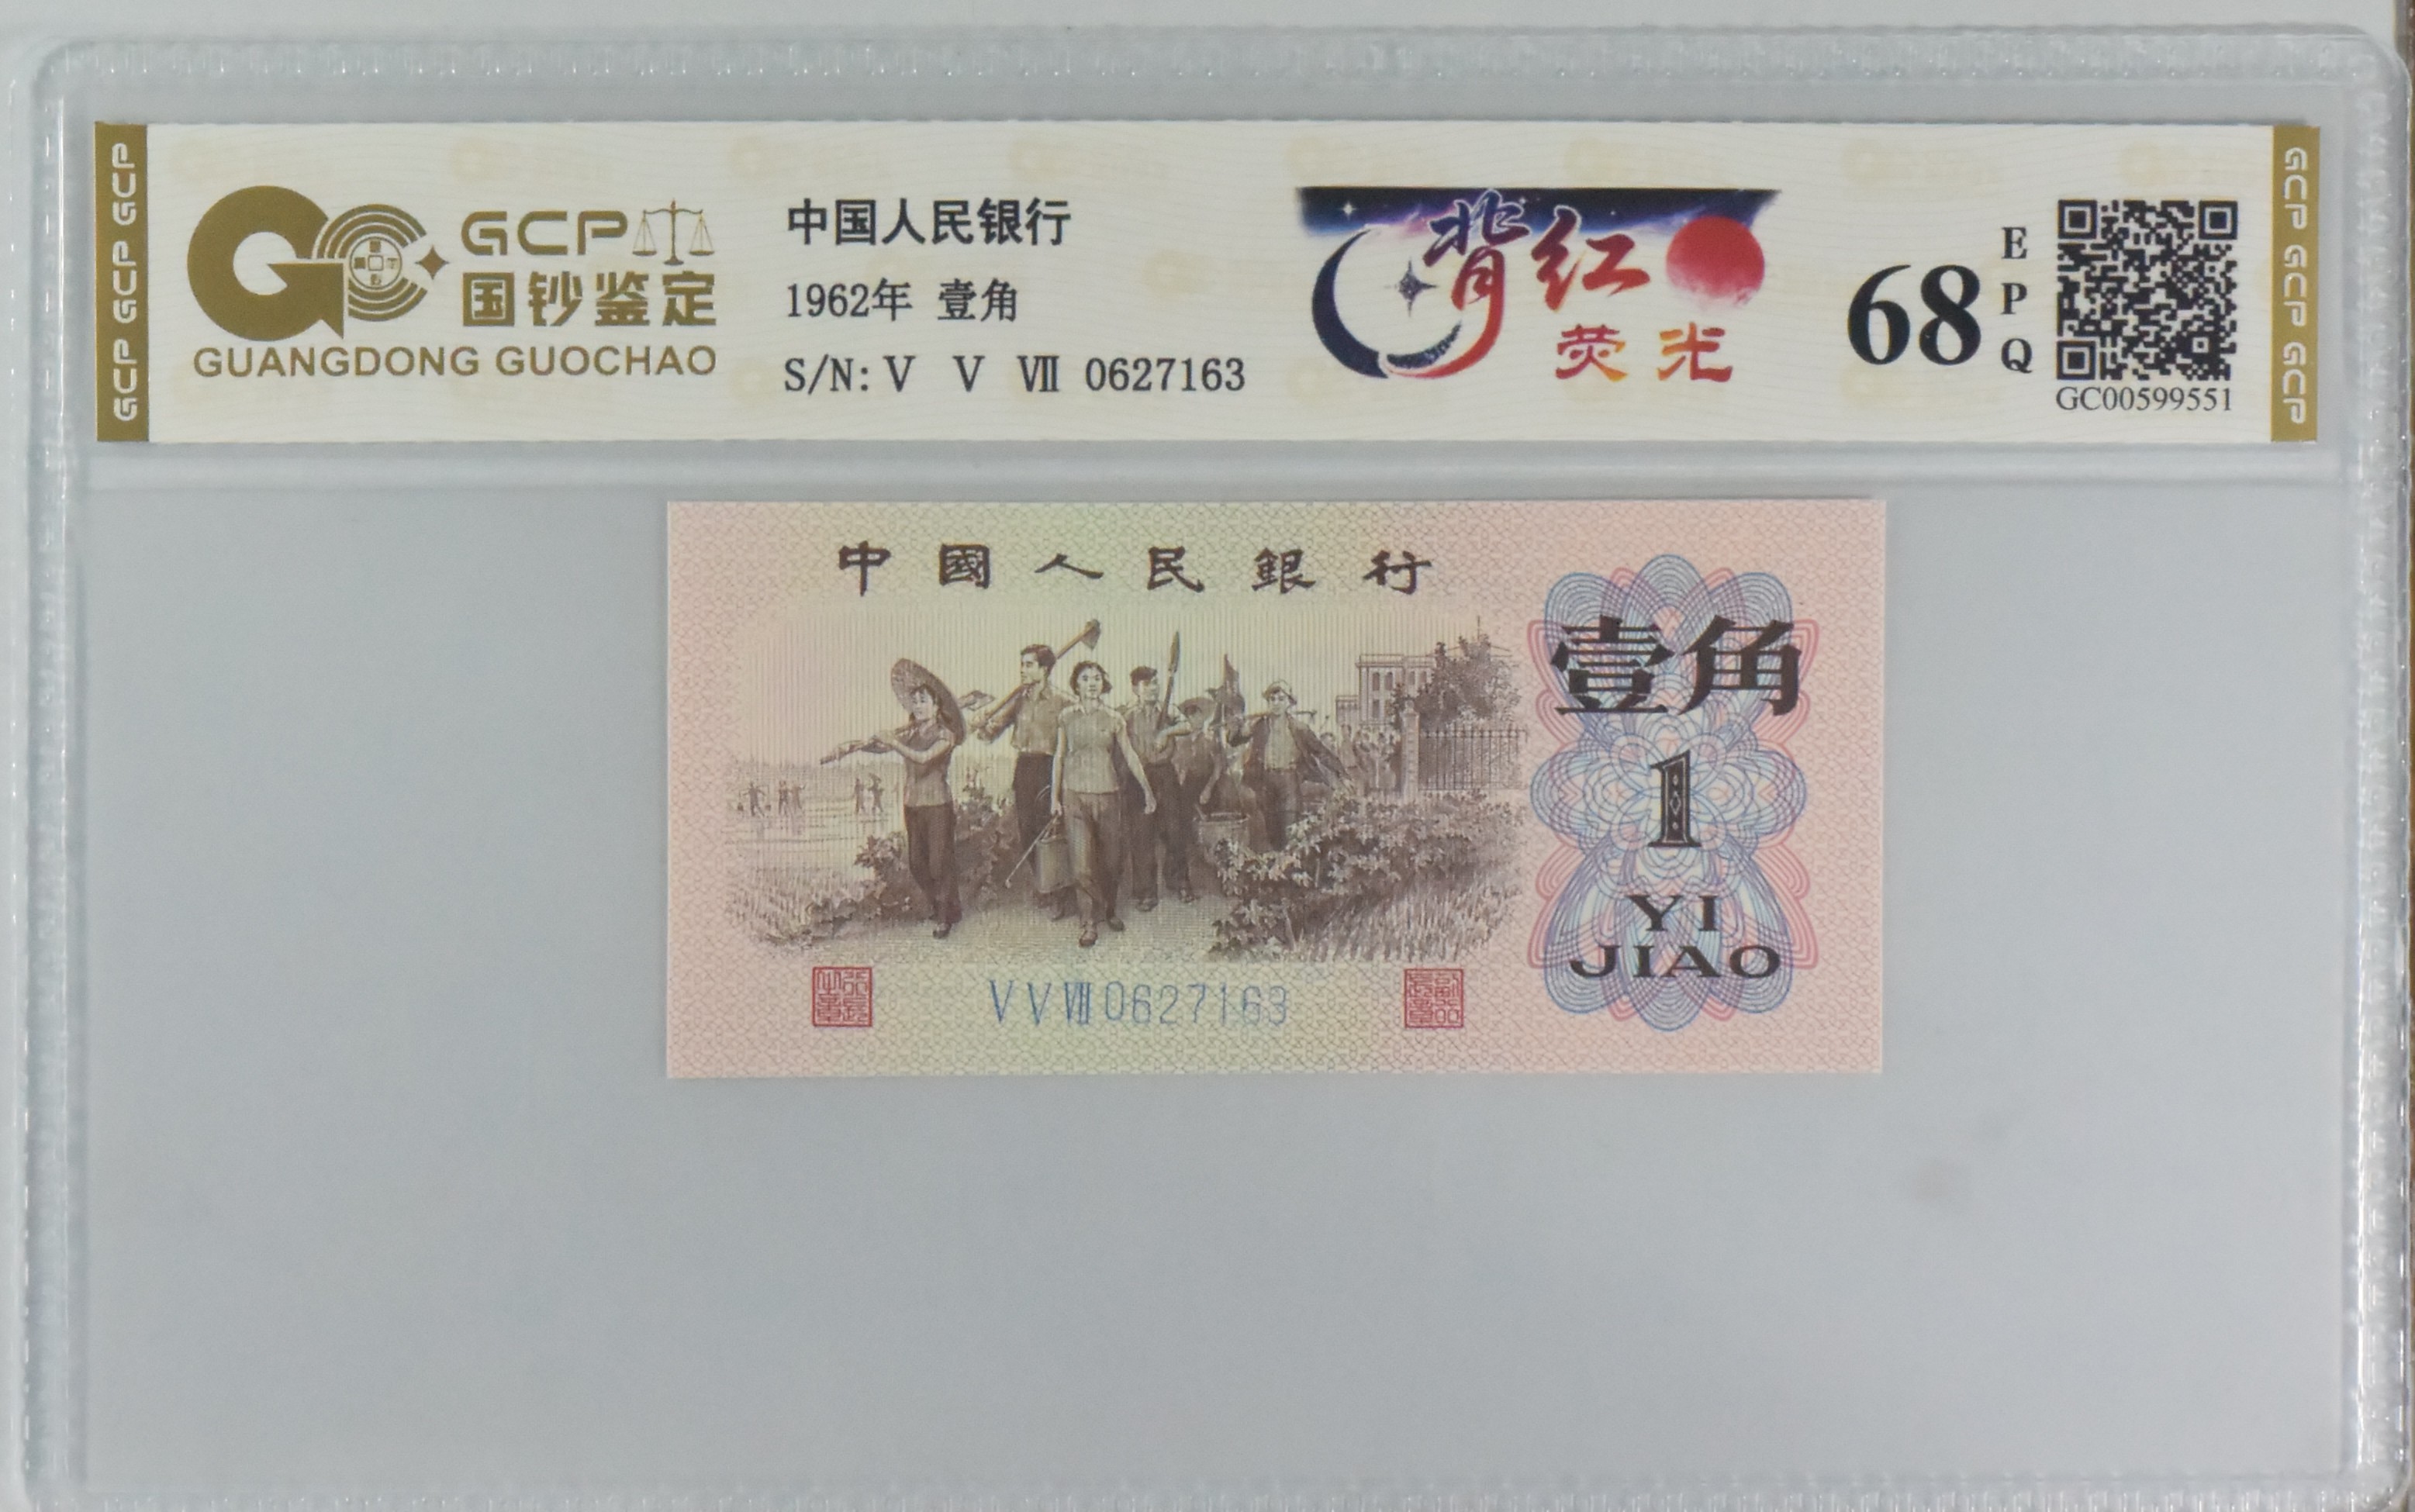 GCP GCP GCP
GCP
国钞鉴定
GUANGDONG GUOCHAO
中国人民银行
1962年 壹角
S/N: V V Ⅷ 0627163
背红
荧光
68
E
P
Q
GC00599551
GCP GCP GCP
中國人民銀行
壹角
1
YI
JIAO
V V Ⅷ 0627163